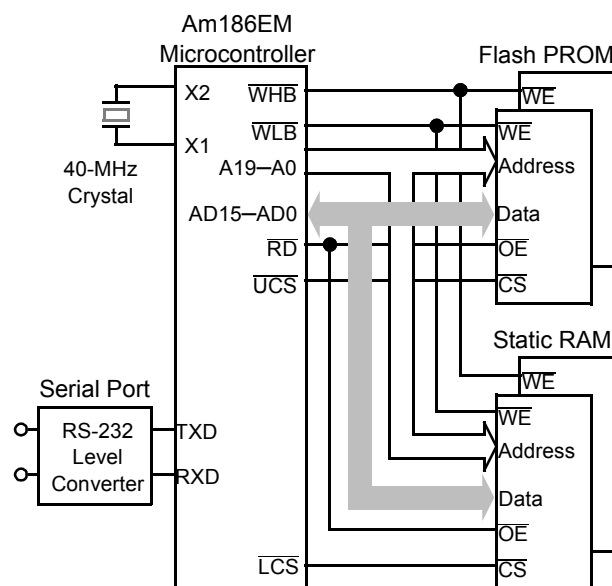 Am186EM
Microcontroller
Flash PROM
X2
WHB
WE
WLB
WE
X1
A19–A0
Address
40-MHz
Crystal
AD15–AD0
Data
RD
OE
UCS
CS
Static RAM
WE
Serial Port
WE
RS-232
Level
Converter
TXD
RXD
Address
Data
OE
LCS
CS